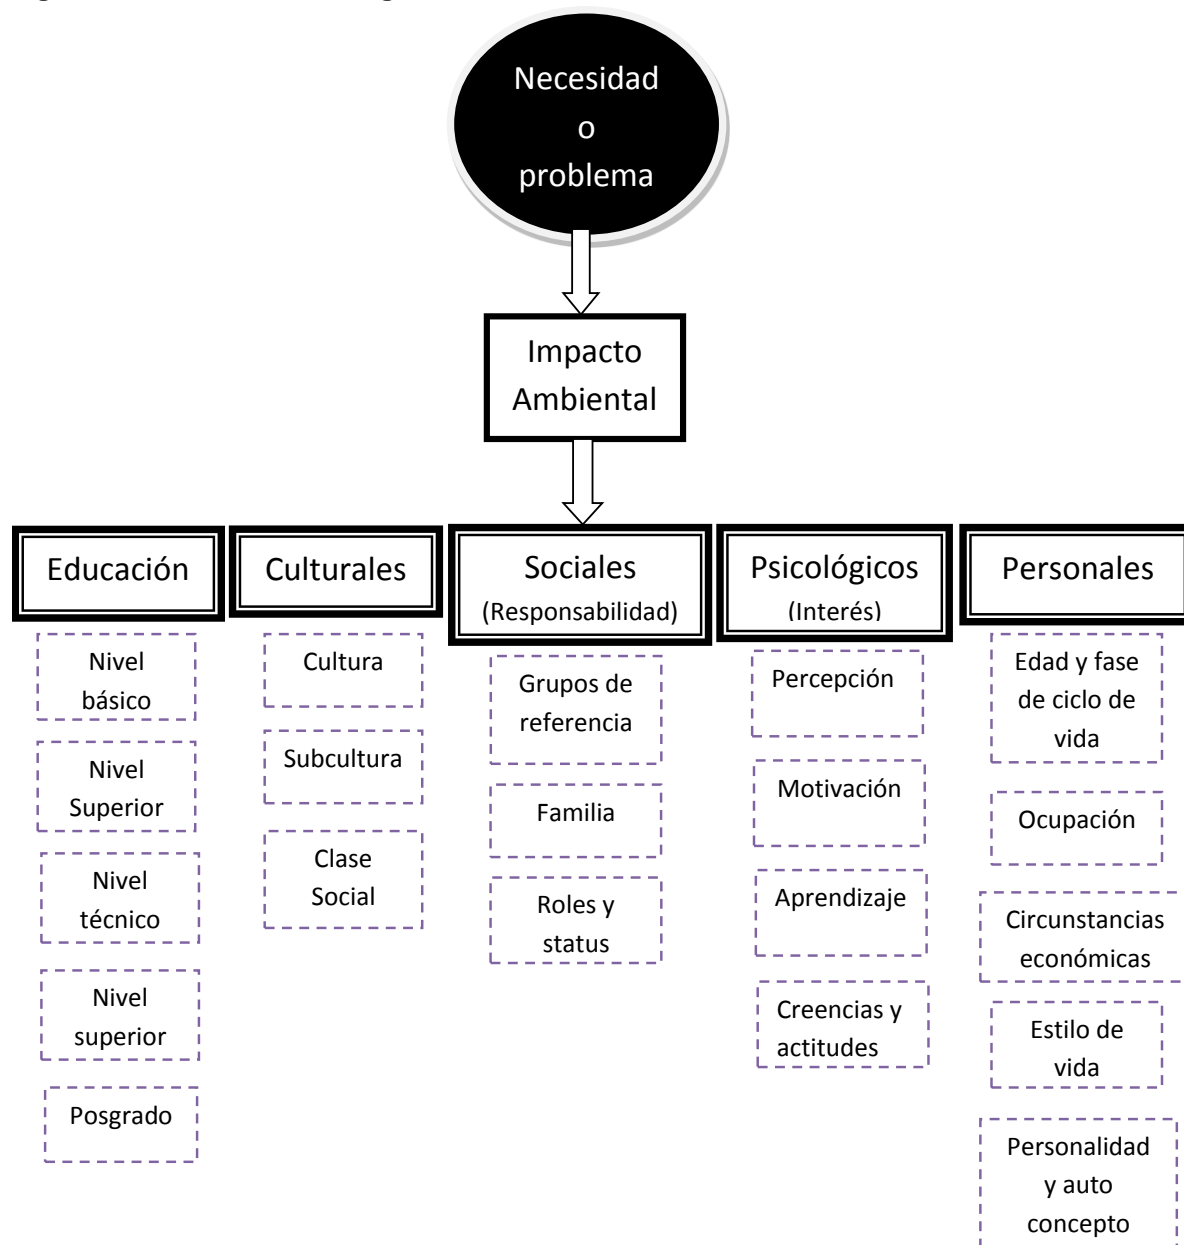 Necesidad
o
problema
Impacto
Ambiental
Educación
Culturales
Sociales
(Responsabilidad)
Psicológicos
(Interés)
Personales
Nivel
básico
Nivel
Superior
Nivel
técnico
Nivel
superior
Posgrado
Cultura
Subcultura
Clase
Social
Grupos de
referencia
Familia
Roles y
status
Percepción
Motivación
Aprendizaje
Creencias y
actitudes
Edad y fase
de ciclo de
vida
Ocupación
Circunstancias
económicas
Estilo de
vida
Personalidad
y auto
concepto